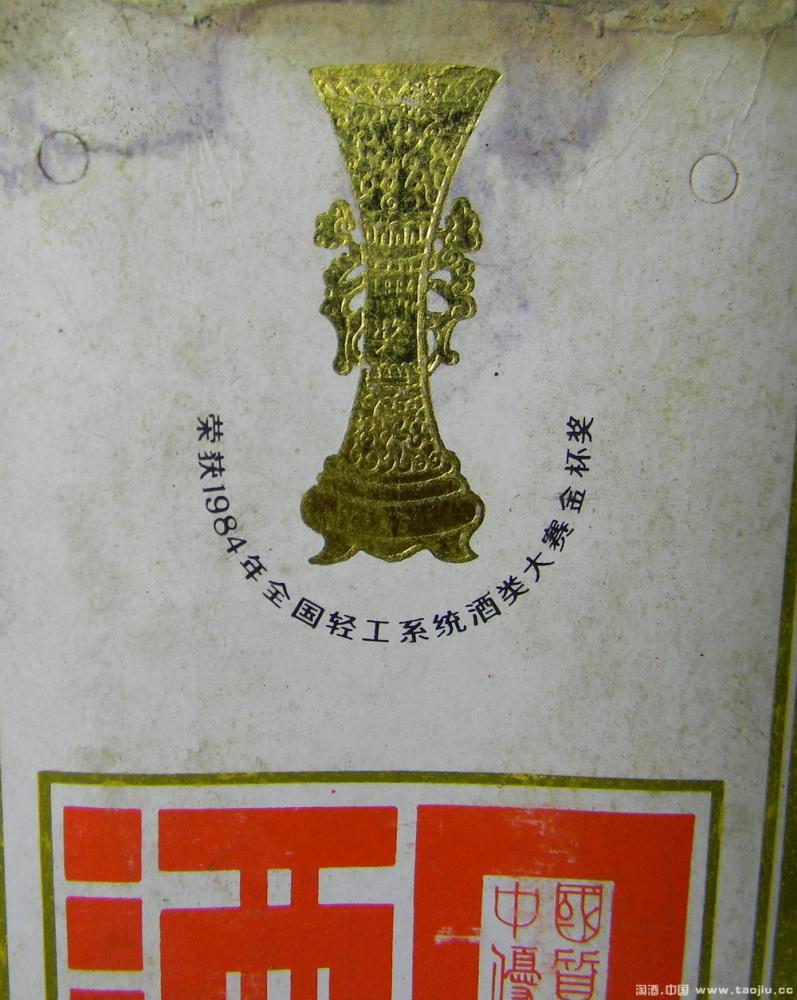 荣获1984年全国轻工系统酒类大赛金杯奖
酒
國質
中優
淘酒.中国 www.taojiu.cc